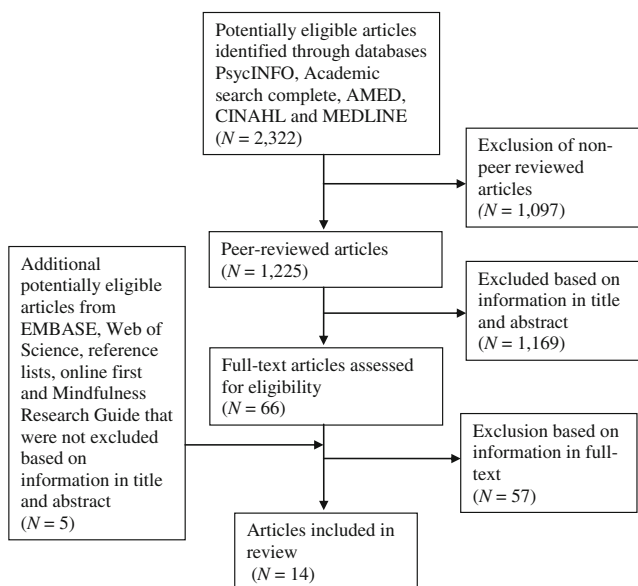 Potentially eligible articles
identified through databases
PsycINFO, Academic
search complete, AMED,
CINAHL and MEDLINE
(N = 2,322)
Exclusion of non-
peer reviewed
articles
(N = 1,097)
Peer-reviewed articles
(N = 1,225)
Additional
potentially eligible
articles from
EMBASE, Web of
Science, reference
lists, online first
and Mindfulness
Research Guide that
were not excluded
based on
information in title
and abstract
(N = 5)
Excluded based on
information in title
and abstract
(N = 1,169)
Full-text articles assessed
for eligibility
(N = 66)
Exclusion based on
information in full-
text
(N = 57)
Articles included in
review
(N = 14)